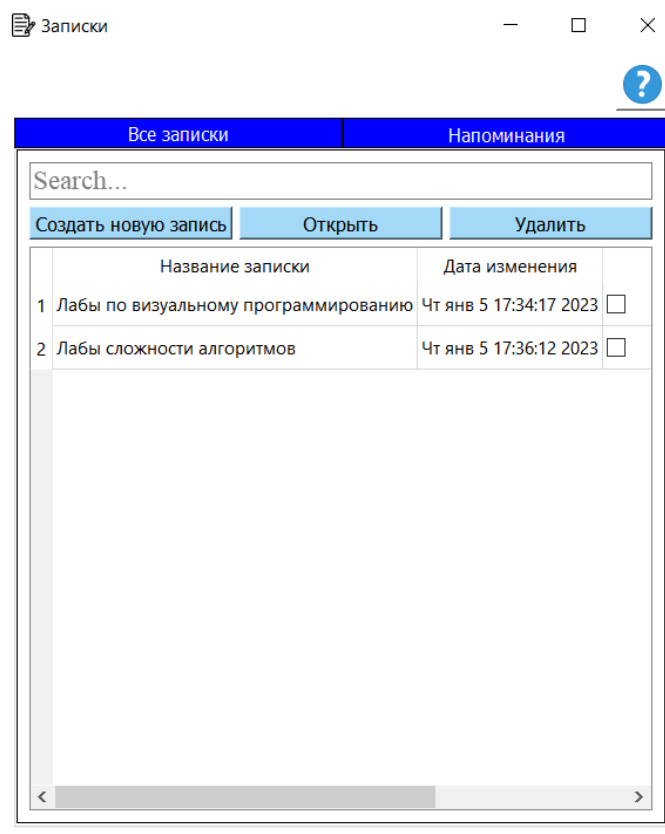 Записки
?
Все записки Напоминания
Search...
Создать новую запись Открыть Удалить
Название записки Дата изменения
1 Лабы по визуальному программированию Чт янв 5 17:34:17 2023
2 Лабы сложности алгоритмов Чт янв 5 17:36:12 2023